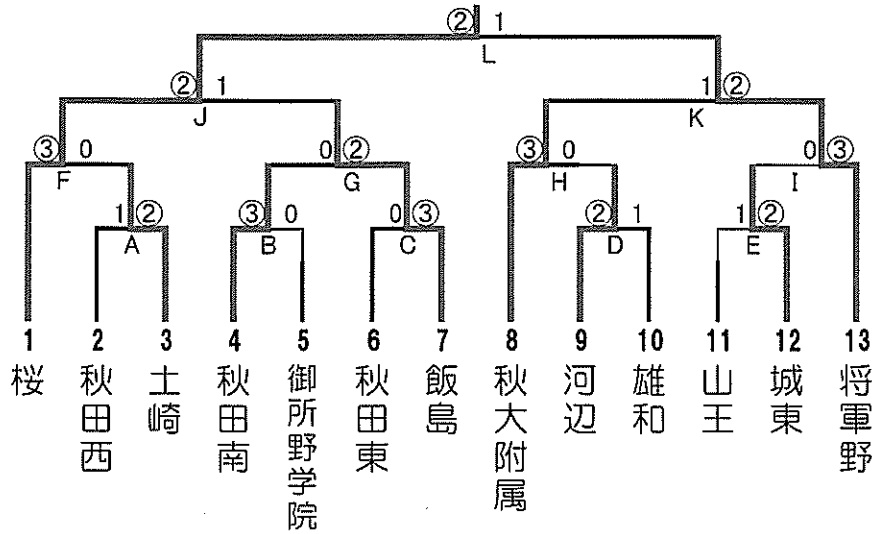 ② 1
L
② 1
J
1 ②
K
③ 0
F
0 ②
G
③ 0
H
0 ③
I
1 ②
A
③ 0
B
0 ③
C
② 1
D
1 ②
E
1 2 3 4 5 6 7 8 9 10 11 12 13
桜
秋田西
土崎
秋田南
御所野学院
秋田東
飯島
秋大附属
河辺
雄和
山王
城東
将軍野